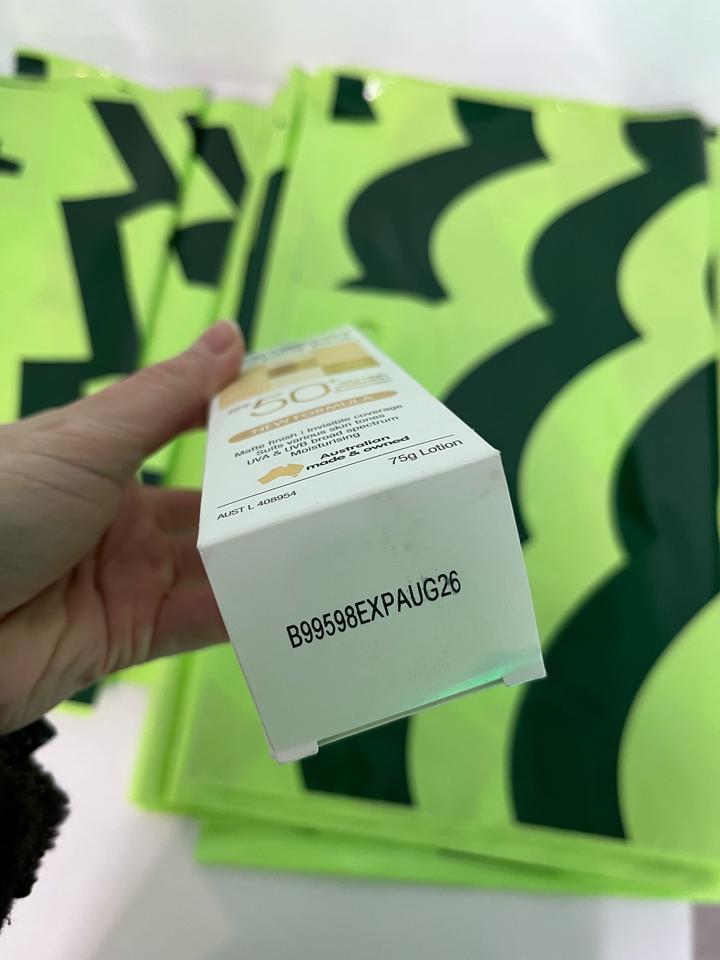 SPF 50+
NEW FORMULA
Matte finish | Invisible coverage
Suits various skin tones
UVA & UVB broad spectrum
Moisturising
Australian
made & owned
AUST L 408954
75g Lotion
B99598EXPAUG26